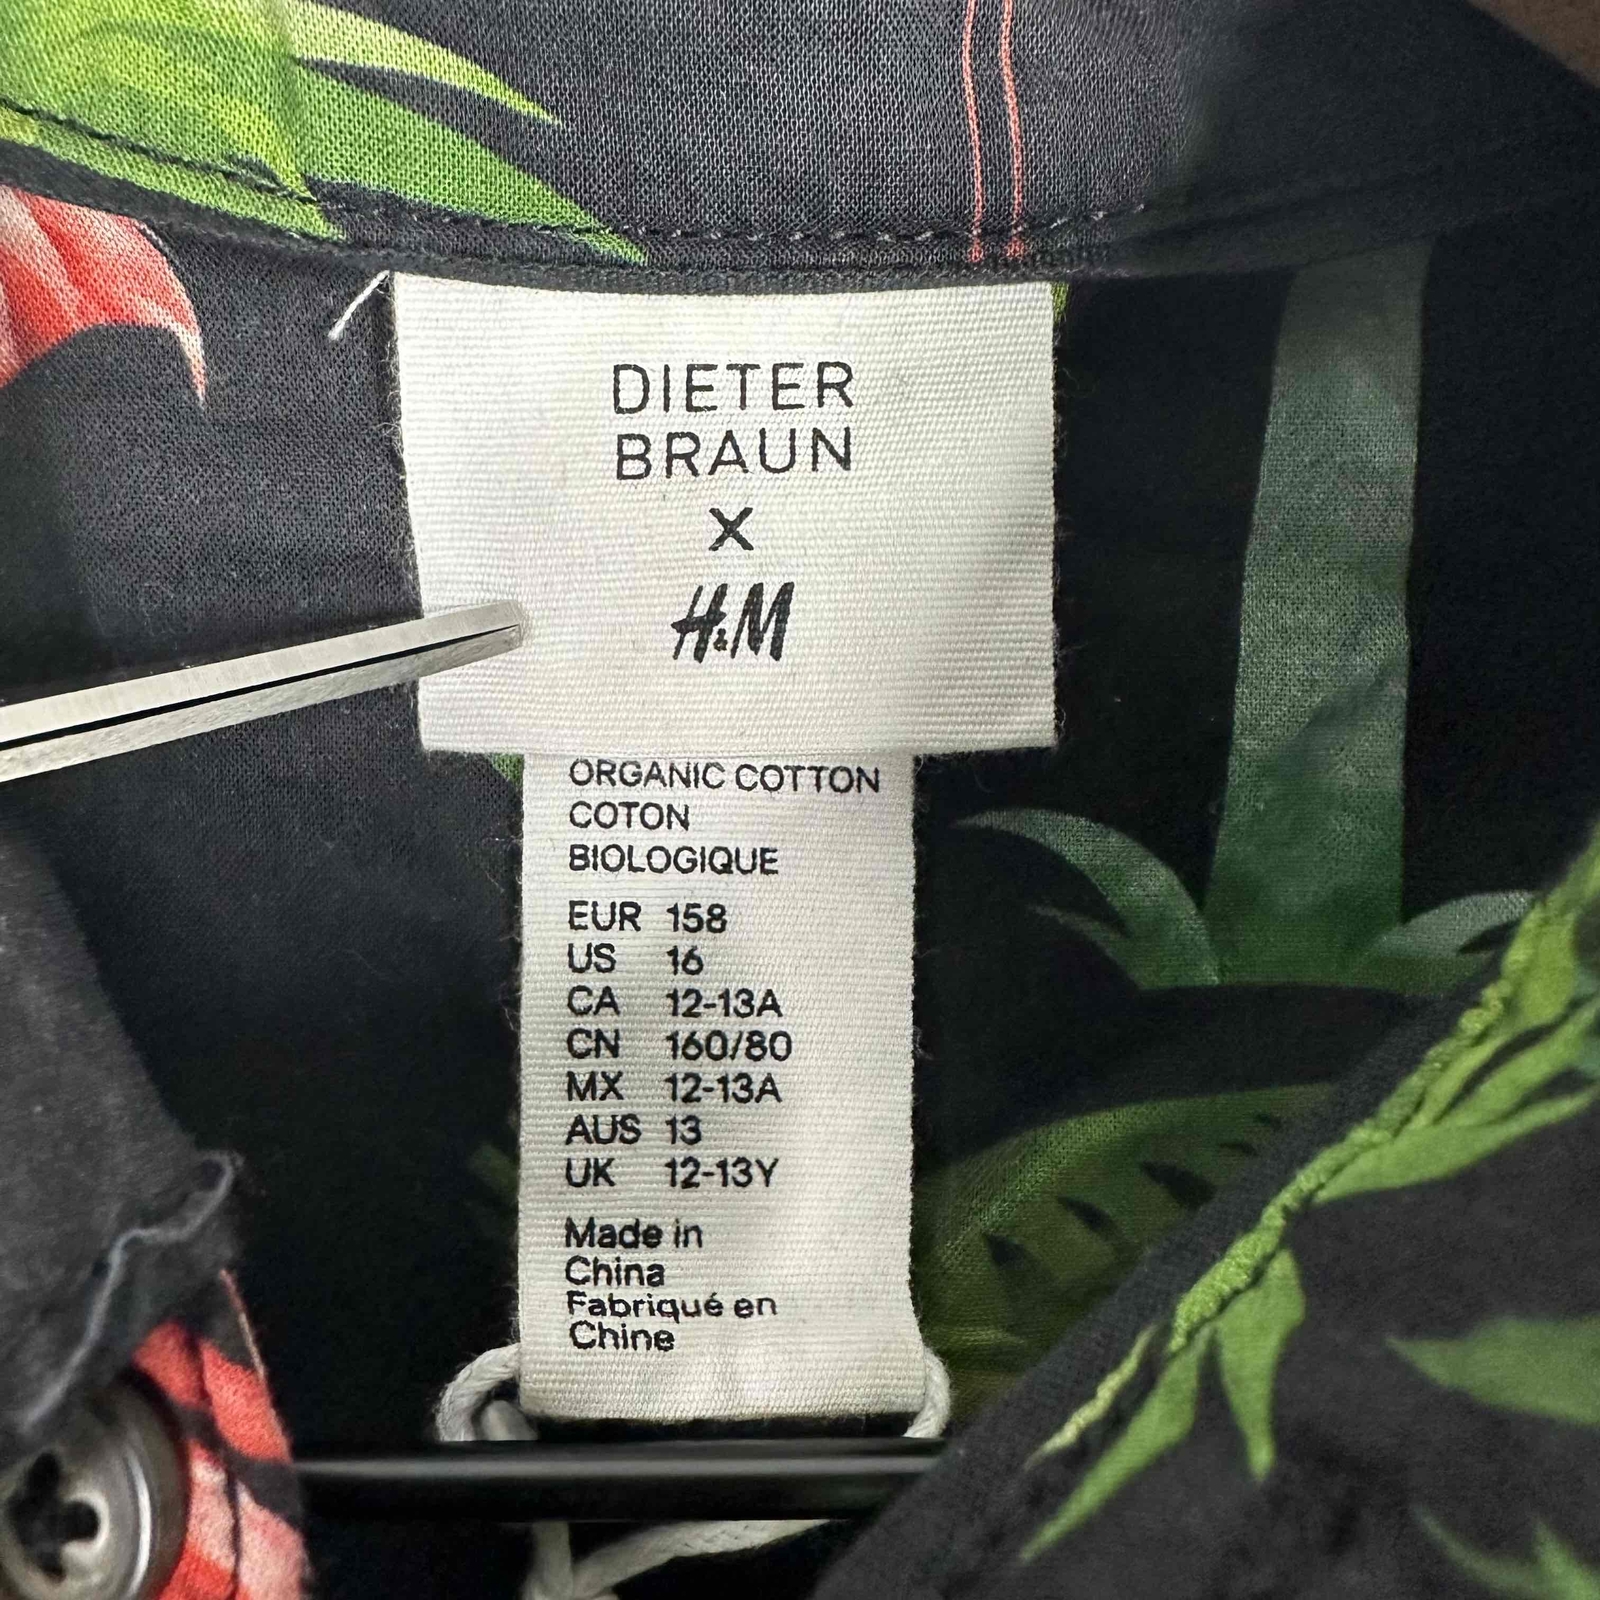 DIETER
BRAUN
X
H&M
ORGANIC COTTON
COTON
BIOLOGIQUE
EUR 158
US 16
CA 12-13A
CN 160/80
MX 12-13A
AUS 13
UK 12-13Y
Made in
China
Fabriqué en
Chine